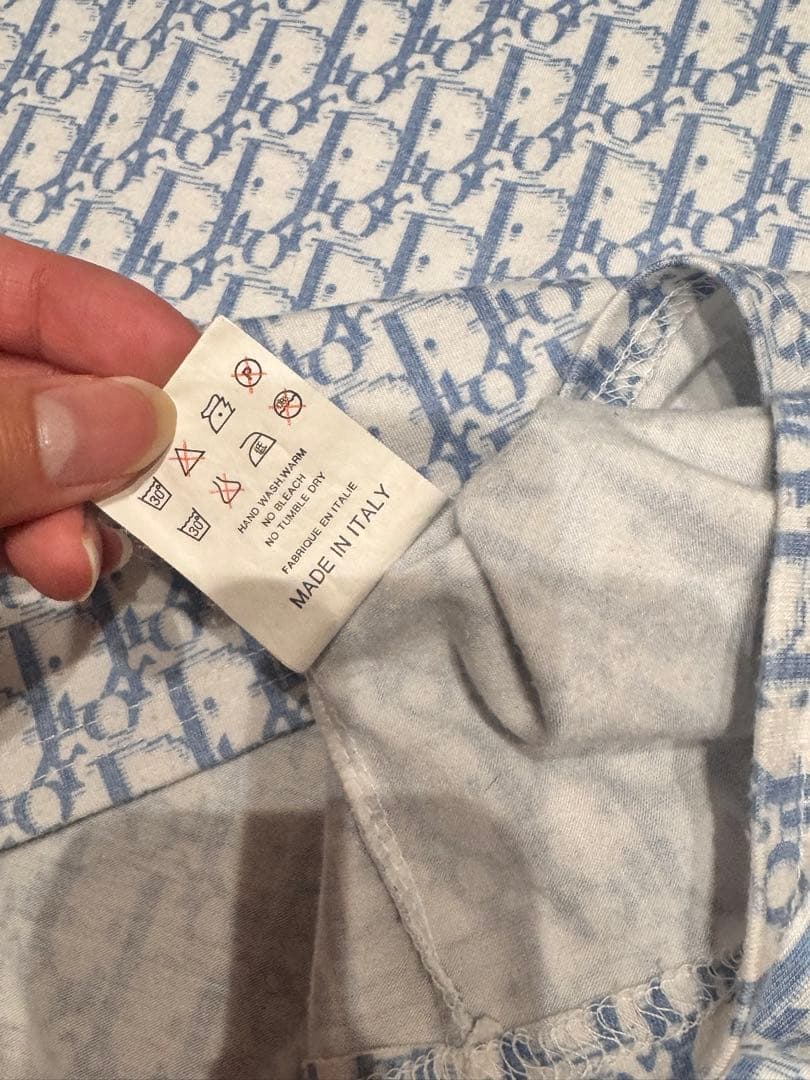 30°
30°
P
HAND WASH.WARM
NO BLEACH
NO TUMBLE DRY
FABRIQUE EN ITALIE
MADE IN ITALY